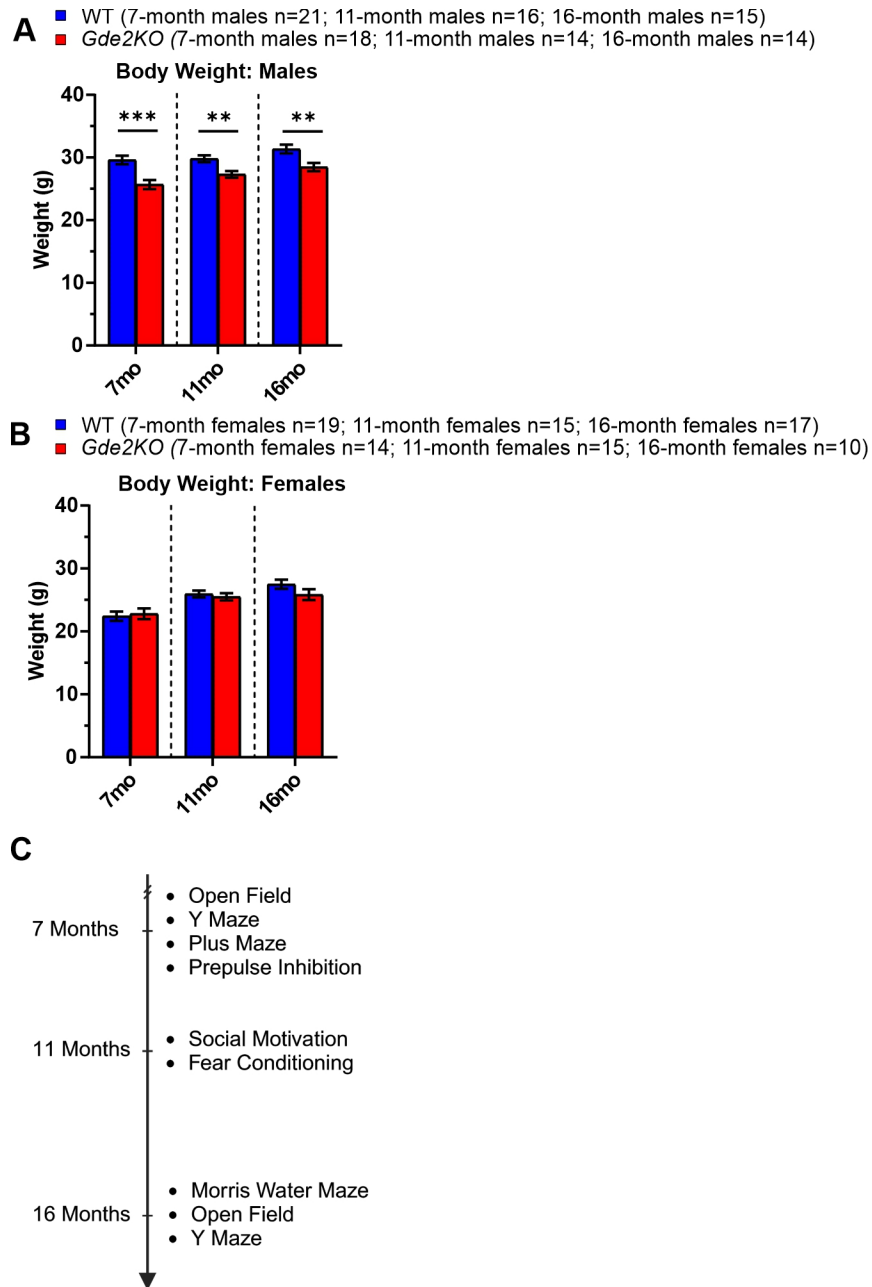 A
WT (7-month males n=21; 11-month males n=16; 16-month males n=15)
Gde2KO (7-month males n=18; 11-month males n=14; 16-month males n=14)
Body Weight: Males
40
30
20
10
0
Weight (g)
***
**
**
7mo
11mo
16mo
B
WT (7-month females n=19; 11-month females n=15; 16-month females n=17)
Gde2KO (7-month females n=14; 11-month females n=15; 16-month females n=10)
Body Weight: Females
40
30
20
10
0
Weight (g)
7mo
11mo
16mo
C
7 Months
• Open Field
• Y Maze
• Plus Maze
• Prepulse Inhibition
11 Months
• Social Motivation
• Fear Conditioning
16 Months
• Morris Water Maze
• Open Field
• Y Maze